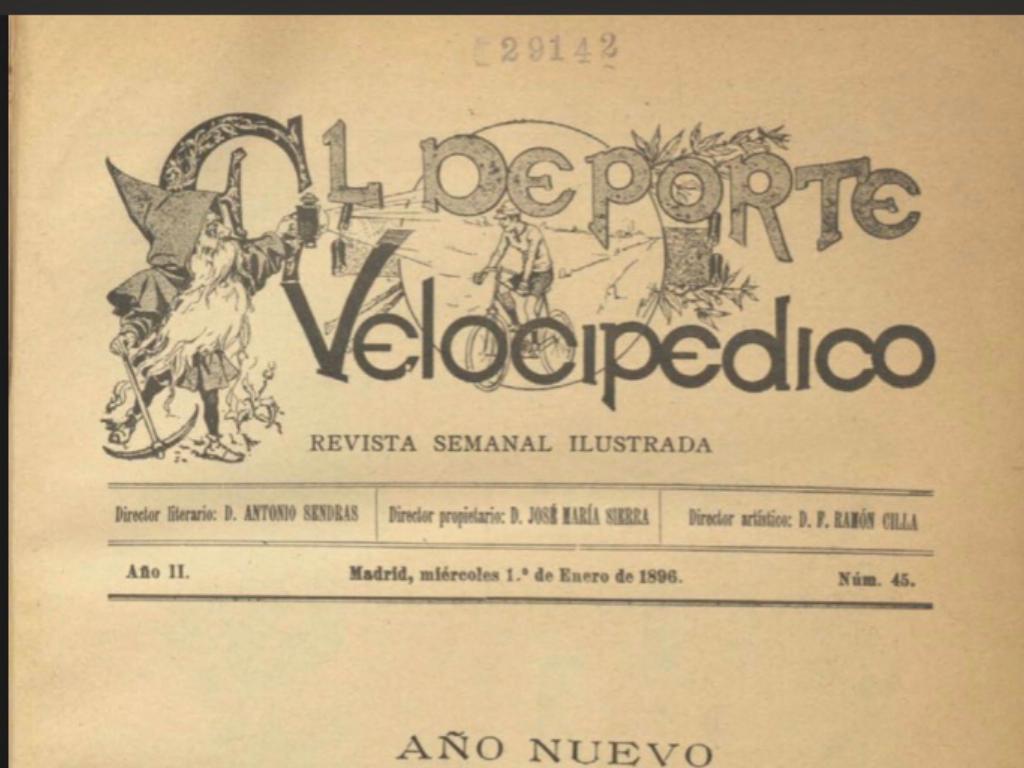 29142
El Deporte
Velocipedico
REVISTA SEMANAL ILUSTRADA
Director literario: D. ANTONIO SENDRAS
Director propietario: D. JOSÉ MARÍA SIERRA
Director artístico: D. F. RAMÓN CILLA
Año II.
Madrid, miércoles 1.º de Enero de 1896.
Núm. 45.
AÑO NUEVO